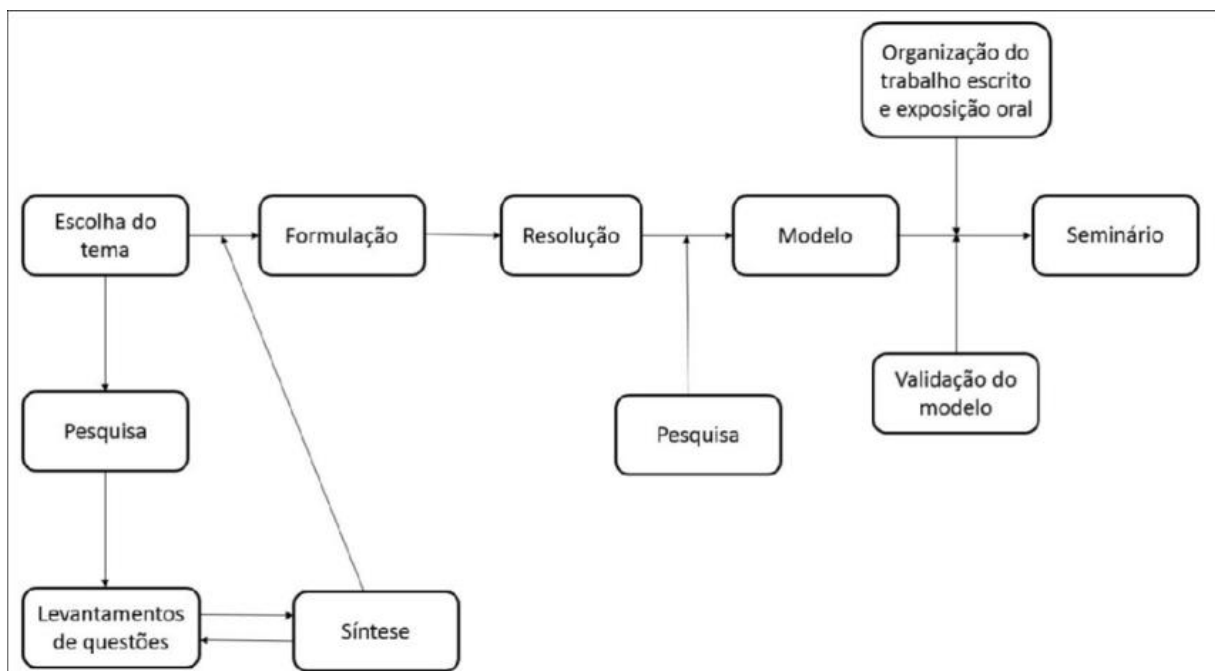 Organização do
trabalho escrito
e exposição oral
Escolha do
tema
Formulação
Resolução
Modelo
Seminário
Pesquisa
Pesquisa
Validação do
modelo
Levantamentos
de questões
Síntese